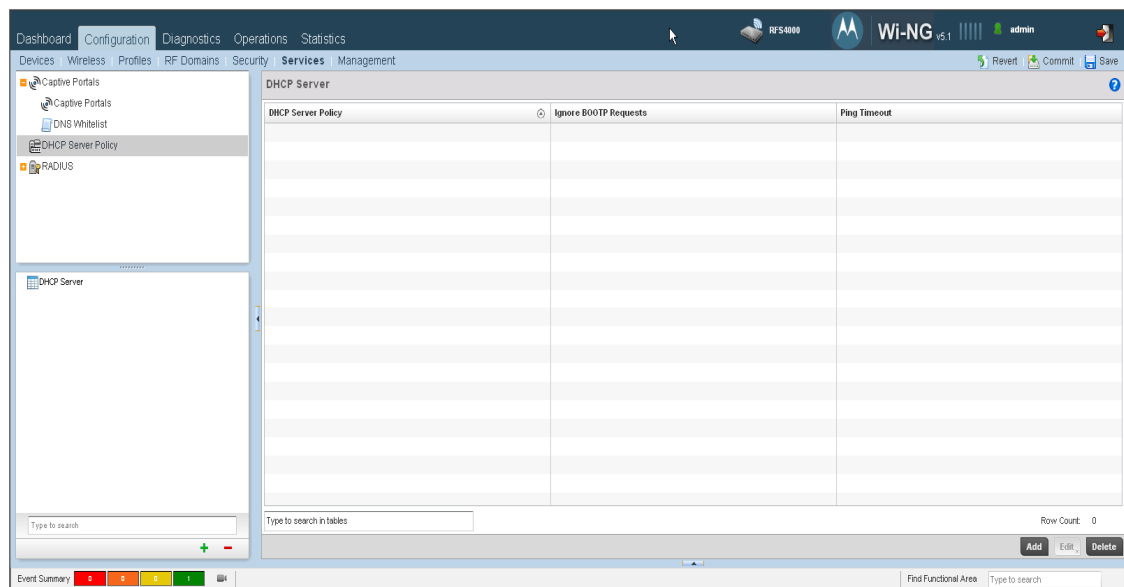 RFS4000
Wi-NG v5.1
admin
Dashboard Configuration Diagnostics Operations Statistics
Devices Wireless Profiles RF Domains Security Services Management
Revert Commit Save
Captive Portals
Captive Portals
DNS Whitelist
DHCP Server Policy
RADIUS
DHCP Server
Type to search
DHCP Server
DHCP Server Policy Ignore BOOTP Requests Ping Timeout
Type to search in tables
Row Count: 0
Add Edit Delete
Event Summary 0 0 0 1
Find Functional Area Type to search